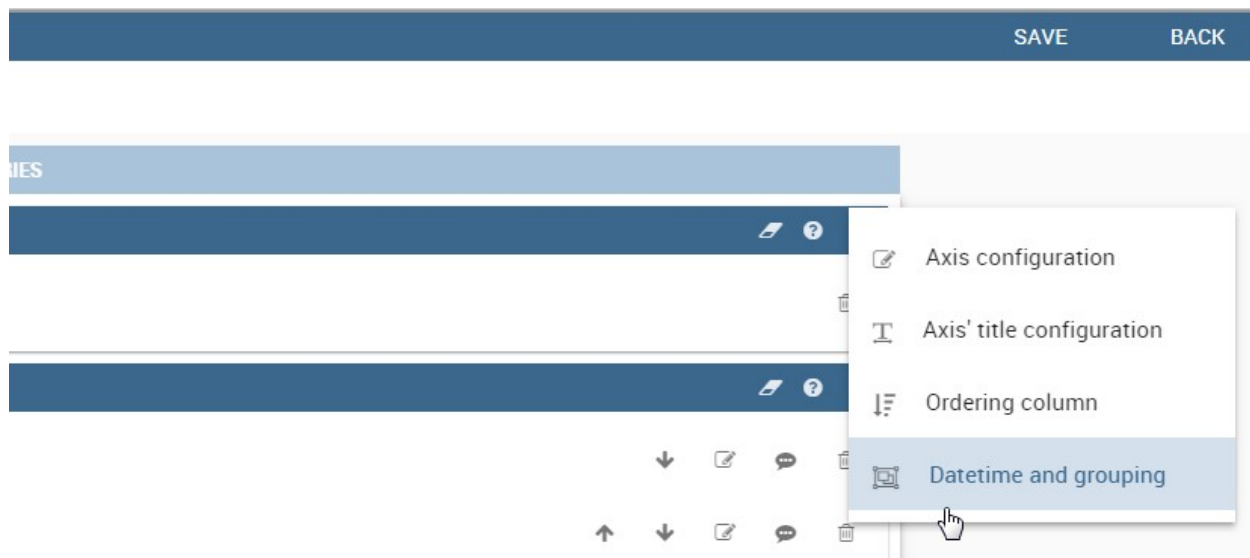 SAVE BACK
RIES
Axis configuration
Axis' title configuration
Ordering column
Datetime and grouping